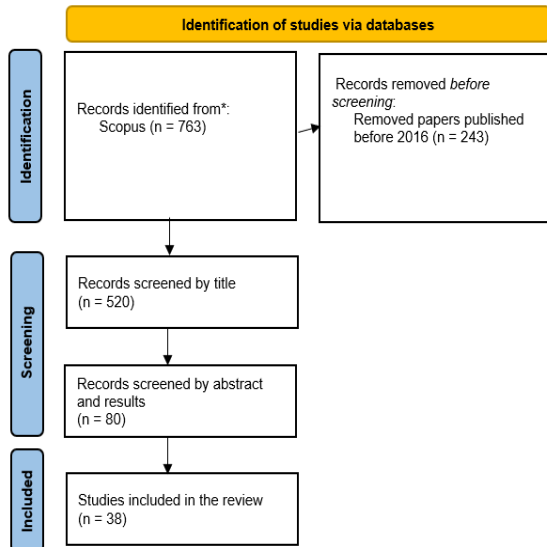 Identification of studies via databases
Identification
Records identified from*:
Scopus (n = 763)
Records removed before
screening:
Removed papers published
before 2016 (n = 243)
Screening
Records screened by title
(n = 520)
Records screened by abstract
and results
(n = 80)
Included
Studies included in the review
(n = 38)